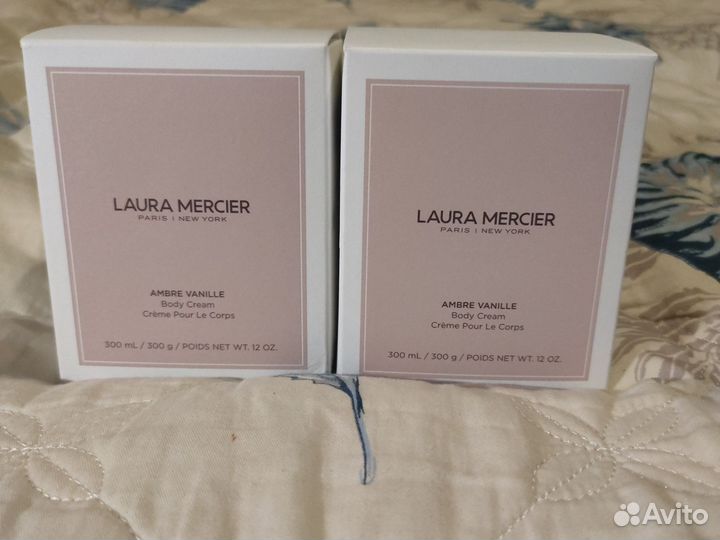 LAURA MERCIER
PARIS | NEW YORK
AMBRE VANILLE
Body Cream
Crème Pour Le Corps
300 mL / 300 g / POIDS NET WT. 12 OZ.
LAURA MERCIER
PARIS | NEW YORK
AMBRE VANILLE
Body Cream
Crème Pour Le Corps
300 mL / 300 g / POIDS NET WT. 12 OZ.
Avito